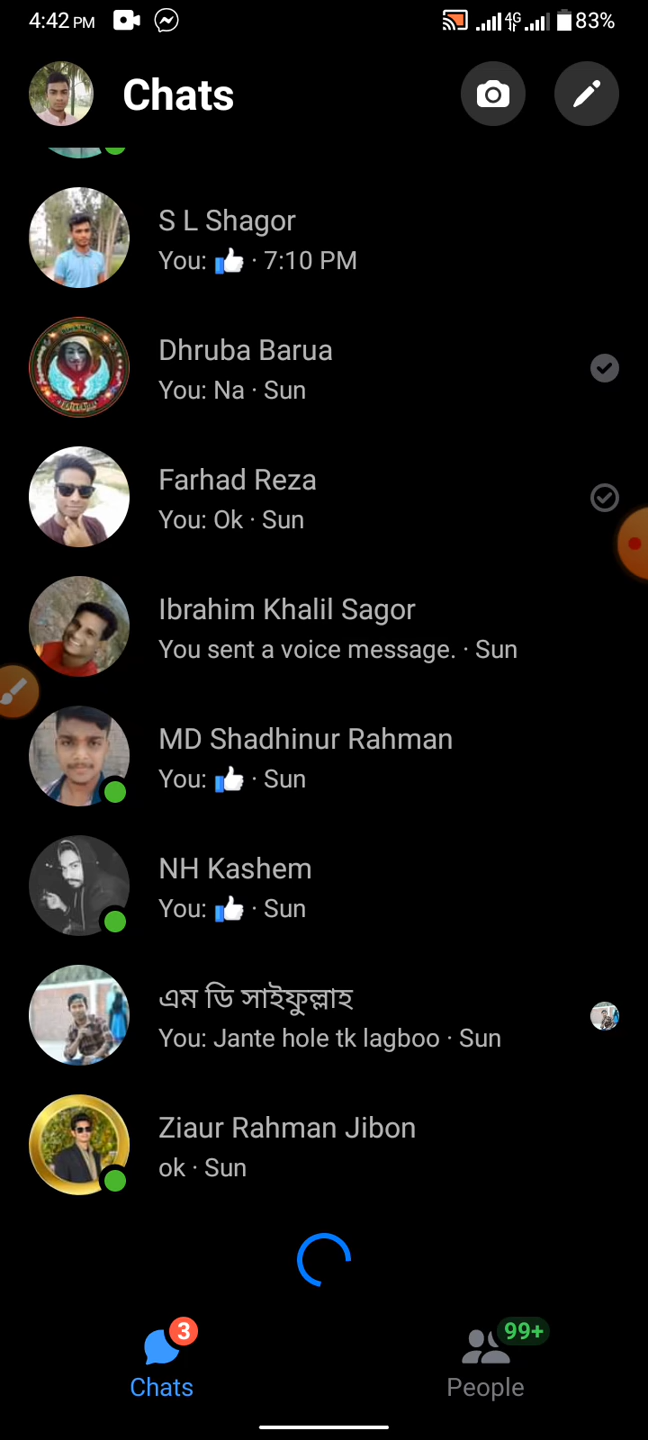 4:42 PM 4G 83%
Chats
S L Shagor
You: 👍 · 7:10 PM
Dhruba Barua
You: Na · Sun
Farhad Reza
You: Ok · Sun
Ibrahim Khalil Sagor
You sent a voice message. · Sun
MD Shadhinur Rahman
You: 👍 · Sun
NH Kashem
You: 👍 · Sun
এম ডি সাইফুল্লাহ
You: Jante hole tk lagboo · Sun
Ziaur Rahman Jibon
ok · Sun
3 99+
Chats People